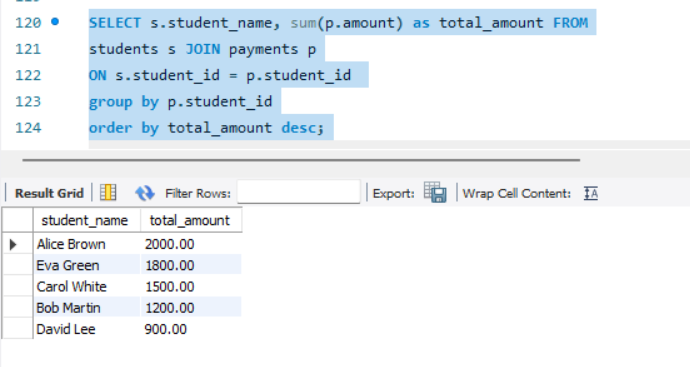 120 SELECT s.student_name, sum(p.amount) as total_amount FROM
121 students s JOIN payments p
122 ON s.student_id = p.student_id
123 group by p.student_id
124 order by total_amount desc;
Result Grid Filter Rows: Export: Wrap Cell Content: IA
student_name total_amount
Alice Brown 2000.00
Eva Green 1800.00
Carol White 1500.00
Bob Martin 1200.00
David Lee 900.00